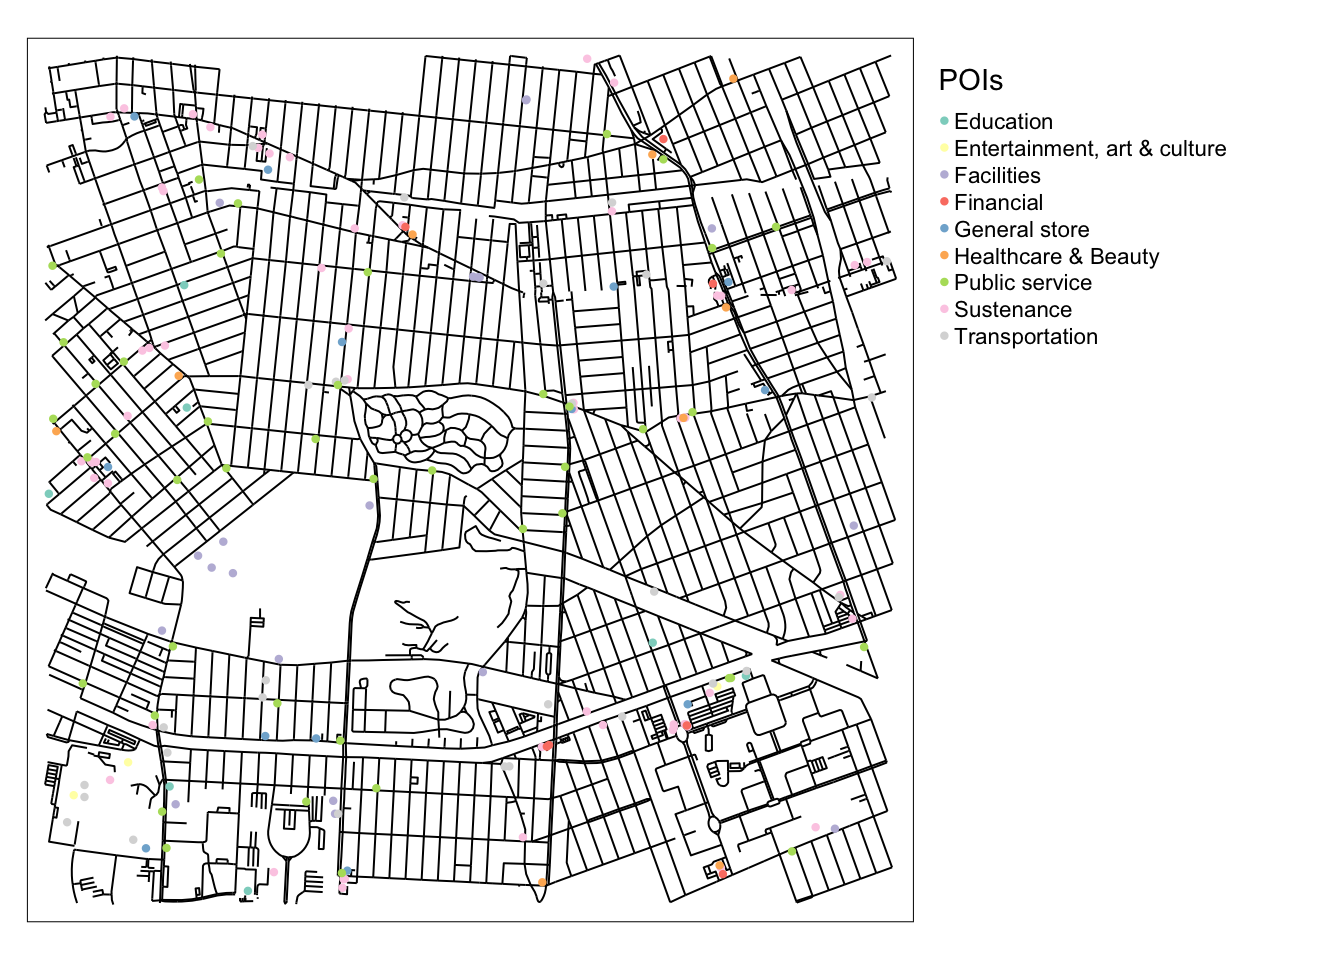 POIs
Education
Entertainment, art & culture
Facilities
Financial
General store
Healthcare & Beauty
Public service
Sustenance
Transportation